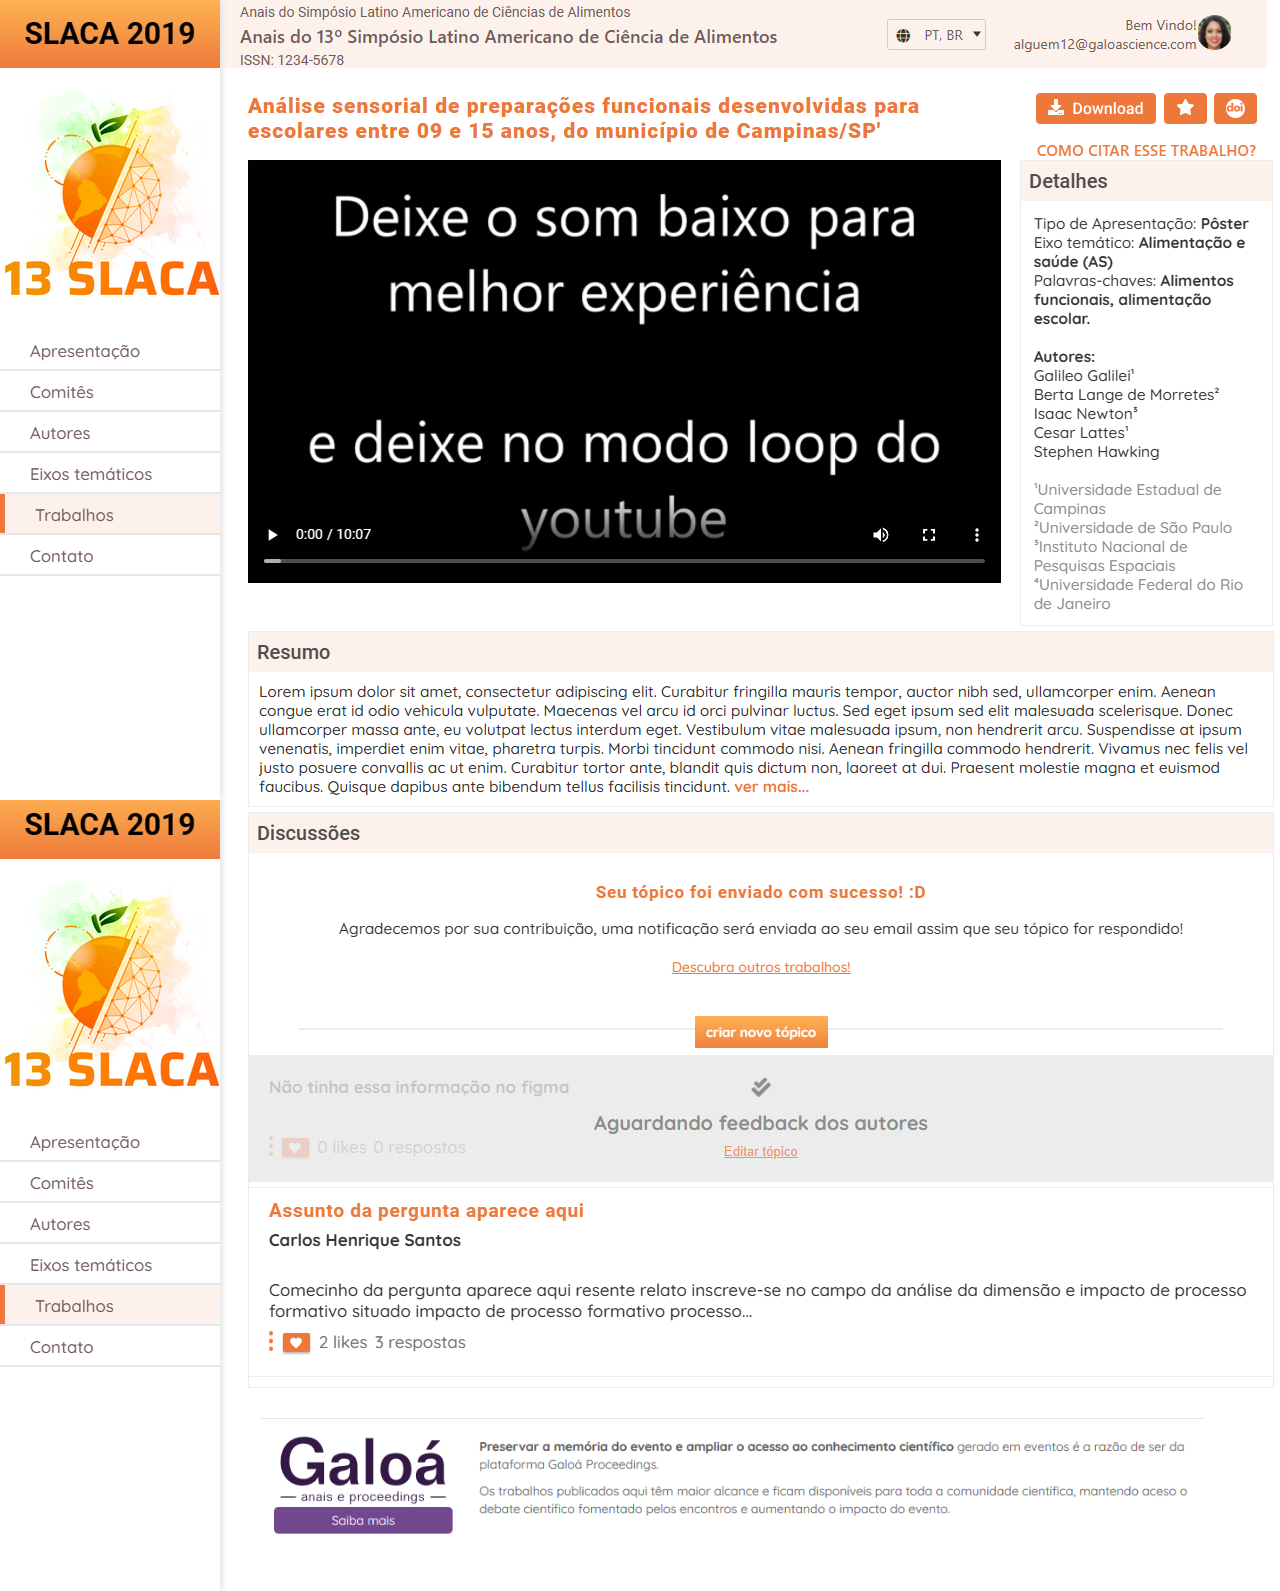 SLACA 2019
13 SLACA
Apresentação
Comitês
Autores
Eixos temáticos
Trabalhos
Contato
SLACA 2019
13 SLACA
Apresentação
Comitês
Autores
Eixos temáticos
Trabalhos
Contato
Anais do Simpósio Latino Americano de Ciências de Alimentos
Anais do 13º Simpósio Latino Americano de Ciência de Alimentos
ISSN: 1234-5678
PT, BR
Bem Vindo!
alguem12@galoascience.com
Análise sensorial de preparações funcionais desenvolvidas para
escolares entre 09 e 15 anos, do município de Campinas/SP'
Download
doi
COMO CITAR ESSE TRABALHO?
Deixe o som baixo para
melhor experiência
e deixe no modo loop do
youtube
0:00 / 10:07
Detalhes
Tipo de Apresentação: Pôster
Eixo temático: Alimentação e
saúde (AS)
Palavras-chaves: Alimentos
funcionais, alimentação
escolar.
Autores:
Galileo Galilei¹
Berta Lange de Morretes²
Isaac Newton³
Cesar Lattes¹
Stephen Hawking
¹Universidade Estadual de
Campinas
²Universidade de São Paulo
³Instituto Nacional de
Pesquisas Espaciais
⁴Universidade Federal do Rio
de Janeiro
Resumo
Lorem ipsum dolor sit amet, consectetur adipiscing elit. Curabitur fringilla mauris tempor, auctor nibh sed, ullamcorper enim. Aenean
congue erat id odio vehicula vulputate. Maecenas vel arcu id orci pulvinar luctus. Sed eget ipsum sed elit malesuada scelerisque. Donec
ullamcorper massa ante, eu volutpat lectus interdum eget. Vestibulum vitae malesuada ipsum, non hendrerit arcu. Suspendisse at ipsum
venenatis, imperdiet enim vitae, pharetra turpis. Morbi tincidunt commodo nisi. Aenean fringilla commodo hendrerit. Vivamus nec felis vel
justo posuere convallis ac ut enim. Curabitur tortor ante, blandit quis dictum non, laoreet at dui. Praesent molestie magna et euismod
faucibus. Quisque dapibus ante bibendum tellus facilisis tincidunt. ver mais...
Discussões
Seu tópico foi enviado com sucesso! :D
Agradecemos por sua contribuição, uma notificação será enviada ao seu email assim que seu tópico for respondido!
Descubra outros trabalhos!
criar novo tópico
Não tinha essa informação no figma
Aguardando feedback dos autores
0 likes 0 respostas
Editar tópico
Assunto da pergunta aparece aqui
Carlos Henrique Santos
Comecinho da pergunta aparece aqui resente relato inscreve-se no campo da análise da dimensão e impacto de processo
formativo situado impacto de processo formativo processo...
2 likes 3 respostas
Galoá
anais e proceedings
Saiba mais
Preservar a memória do evento e ampliar o acesso ao conhecimento científico gerado em eventos é a razão de ser da
plataforma Galoá Proceedings.
Os trabalhos publicados aqui têm maior alcance e ficam disponíveis para toda a comunidade científica, mantendo aceso o
debate científico fomentado pelos encontros e aumentando o impacto do evento.